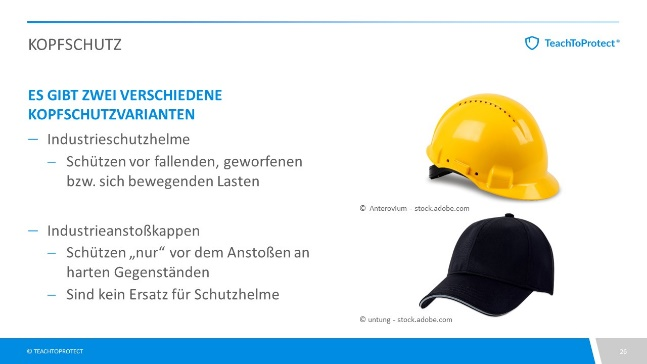 KOPFSCHUTZ
TeachToProtect®
ES GIBT ZWEI VERSCHIEDENE
KOPFSCHUTZVARIANTEN
– Industrieschutzhelme
– Schützen vor fallenden, geworfenen
bzw. sich bewegenden Lasten
© Anterovium - stock.adobe.com
– Industrieanstoßkappen
– Schützen „nur“ vor dem Anstoßen an
harten Gegenständen
– Sind kein Ersatz für Schutzhelme
© untung - stock.adobe.com
© TEACHTOPROTECT